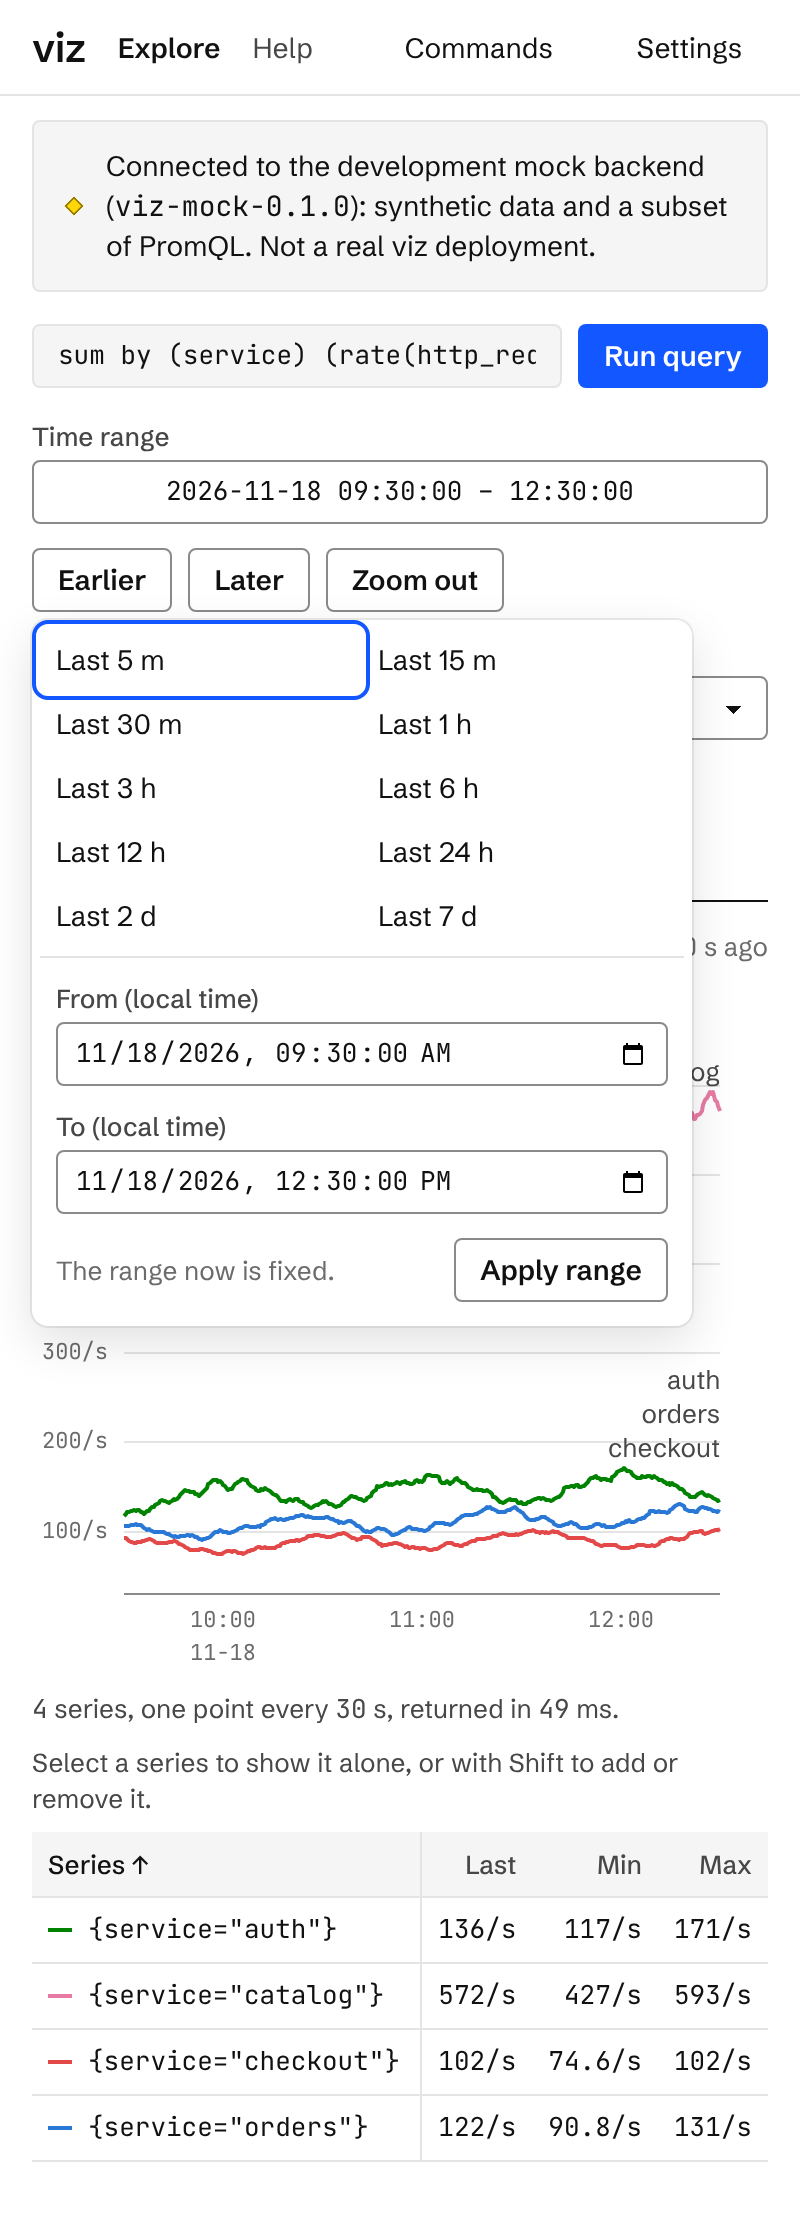 viz Explore Help Commands Settings
Connected to the development mock backend
(viz-mock-0.1.0): synthetic data and a subset
of PromQL. Not a real viz deployment.
sum by (service) (rate(http_rec Run query
Time range
2026-11-18 09:30:00 – 12:30:00
Earlier Later Zoom out
Last 5 m Last 15 m
Last 30 m Last 1 h
Last 3 h Last 6 h
Last 12 h Last 24 h
Last 2 d Last 7 d
s ago
From (local time)
11/18/2026, 09:30:00 AM
og
To (local time)
11/18/2026, 12:30:00 PM
The range now is fixed. Apply range
300/s
auth
orders
200/s checkout
100/s
10:00 11:00 12:00
11-18
4 series, one point every 30 s, returned in 49 ms.
Select a series to show it alone, or with Shift to add or
remove it.
Series ↑ Last Min Max
{service="auth"} 136/s 117/s 171/s
{service="catalog"} 572/s 427/s 593/s
{service="checkout"} 102/s 74.6/s 102/s
{service="orders"} 122/s 90.8/s 131/s